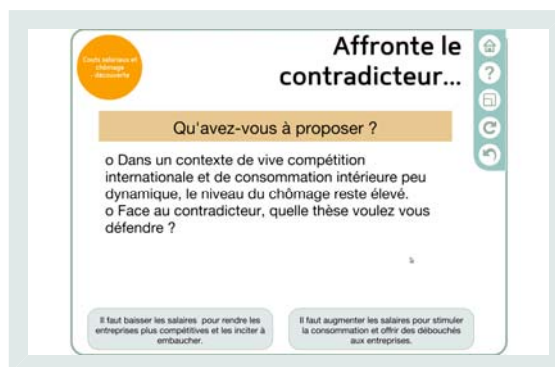 Couts salariaux et
chômage
- découverte
Affronte le
contradicteur...
?
Qu'avez-vous à proposer ?
o Dans un contexte de vive compétition
internationale et de consommation intérieure peu
dynamique, le niveau du chômage reste élevé.
o Face au contradicteur, quelle thèse voulez vous
défendre ?
Il faut baisser les salaires pour rendre les
entreprises plus compétitives et les inciter à
embaucher.
Il faut augmenter les salaires pour stimuler
la consommation et offrir des débouchés
aux entreprises.